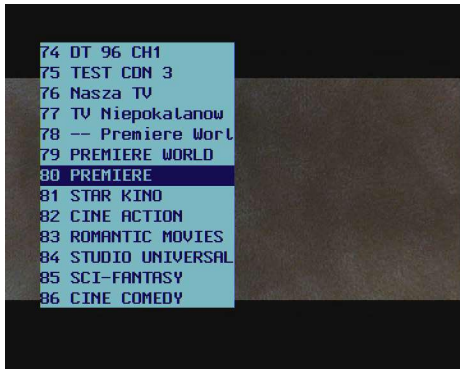 74 DT 96 CH1
75 TEST CDN 3
76 Nasza TV
77 TV Niepokalanow
78 -- Premiere Worl
79 PREMIERE WORLD
80 PREMIERE
81 STAR KINO
82 CINE ACTION
83 ROMANTIC MOVIES
84 STUDIO UNIVERSAL
85 SCI-FANTASY
86 CINE COMEDY